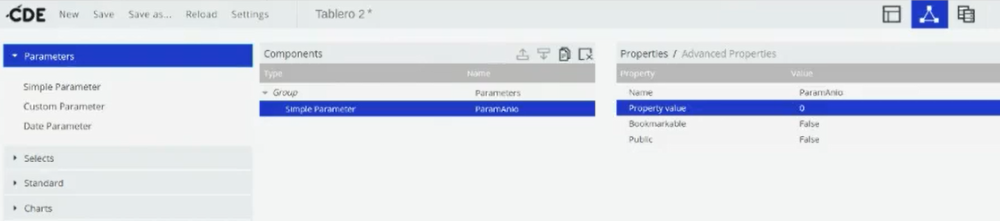 CDE New Save Save as... Reload Settings Tablero 2 *
Parameters
Simple Parameter
Custom Parameter
Date Parameter
Selects
Standard
Charts
Components
Type Name
Group Parameters
Simple Parameter ParamAnio
Properties / Advanced Properties
Property Value
Name ParamAnio
Property value 0
Bookmarkable False
Public False